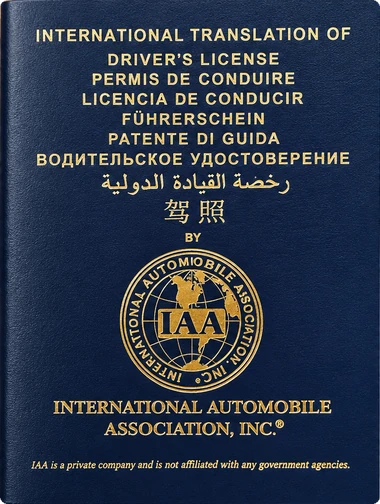 INTERNATIONAL TRANSLATION OF
DRIVER'S LICENSE
PERMIS DE CONDUIRE
LICENCIA DE CONDUCIR
FÜHRERSCHEIN
PATENTE DI GUIDA
ВОДИТЕЛЬСКОЕ УДОСТОВЕРЕНИЕ
رخصة القيادة الدولية
驾照
BY
INTERNATIONAL AUTOMOBILE ASSOCIATION, INC.®
IAA
INTERNATIONAL AUTOMOBILE
ASSOCIATION, INC.®
IAA is a private company and is not affiliated with any government agencies.